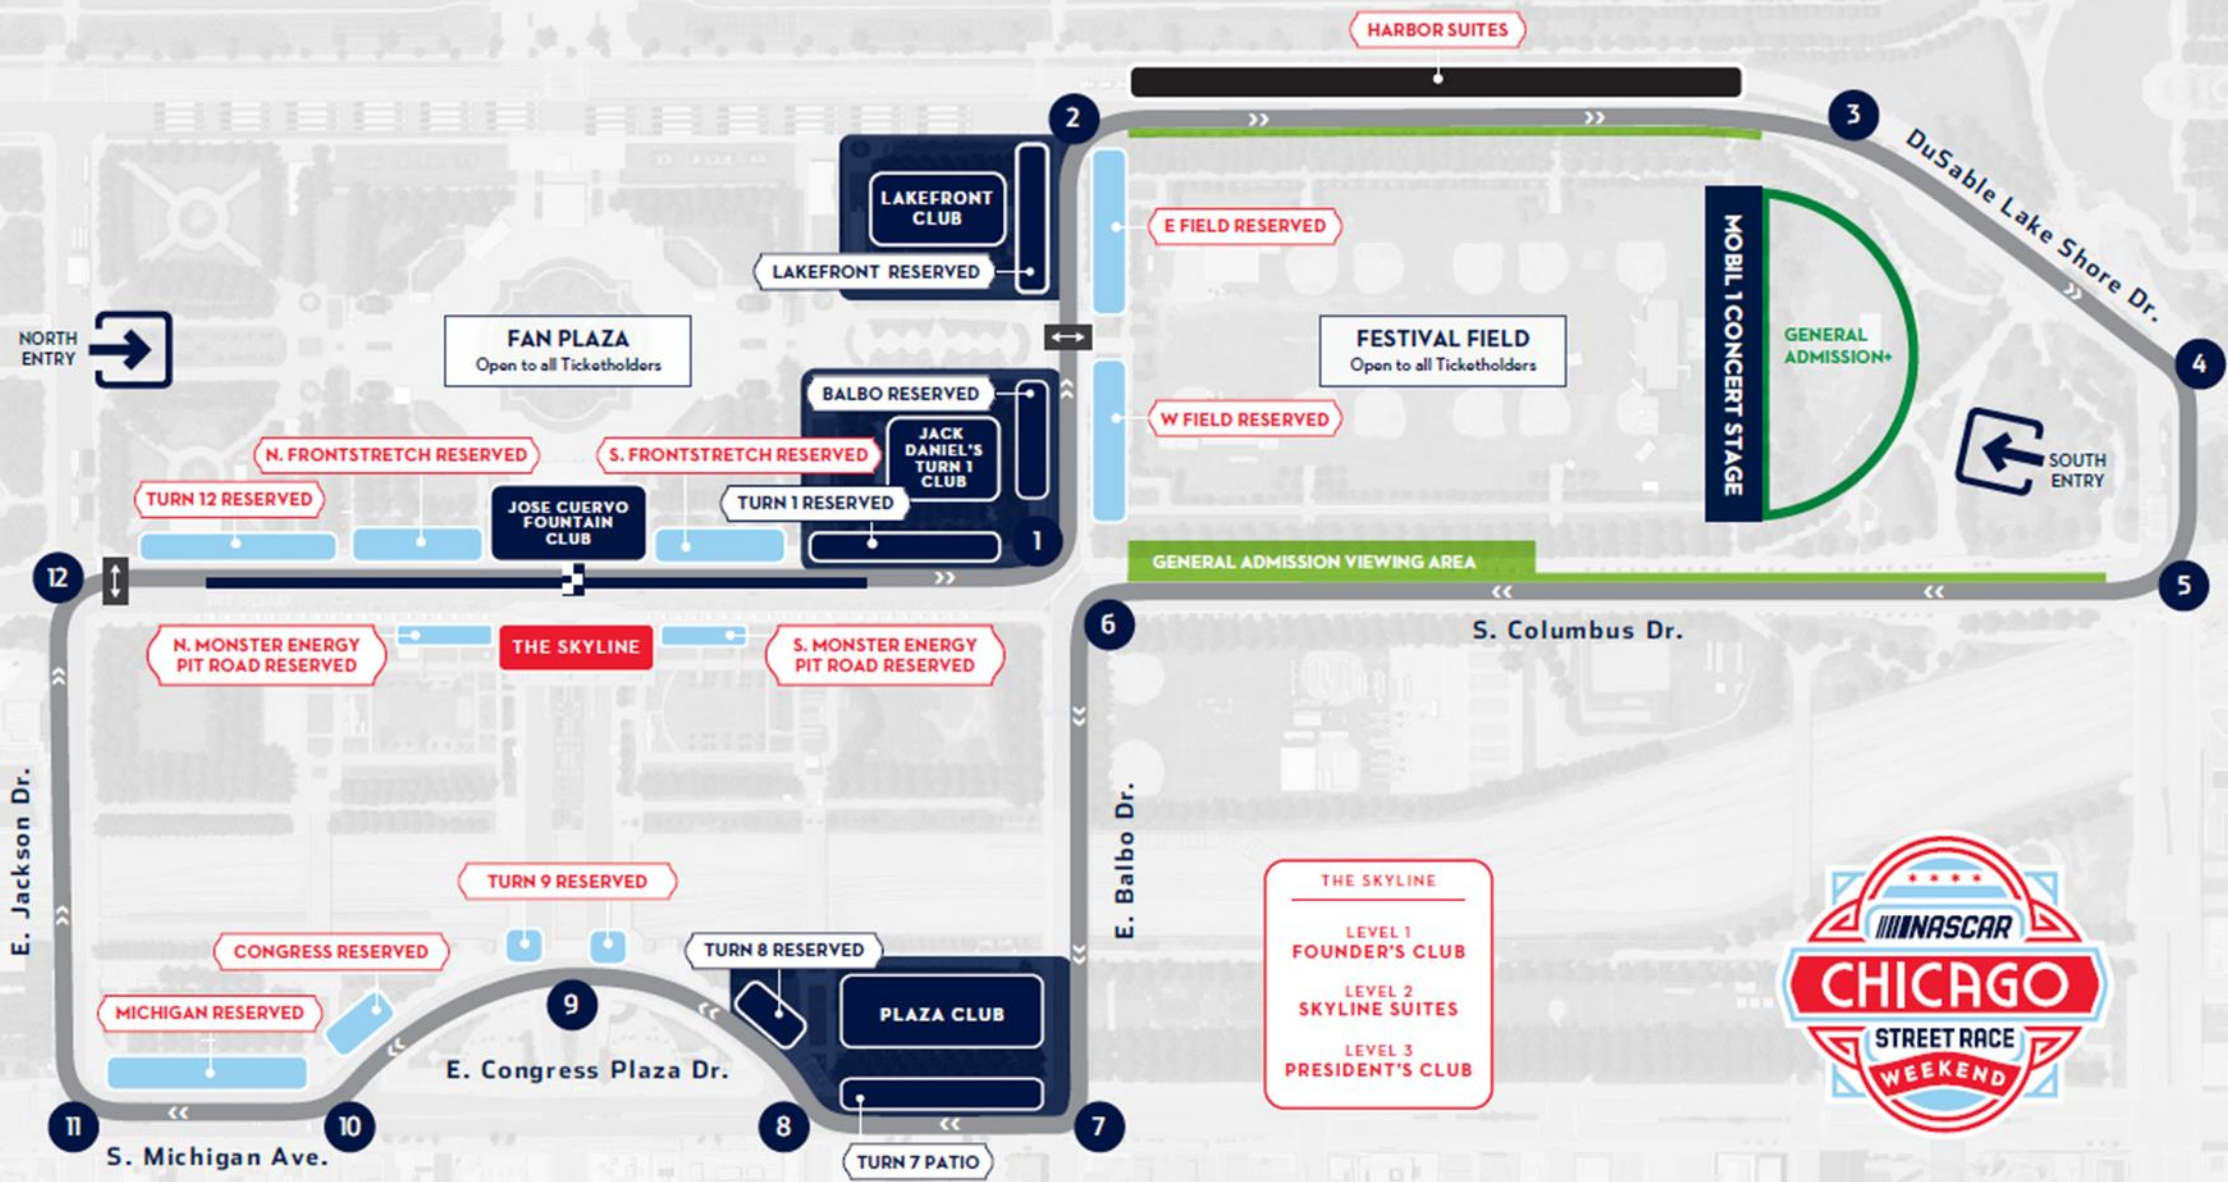 HARBOR SUITES
2
3
DuSable Lake Shore Dr.
LAKEFRONT
CLUB
LAKEFRONT RESERVED
E FIELD RESERVED
MOBIL 1 CONCERT STAGE
GENERAL
ADMISSION+
NORTH
ENTRY
FAN PLAZA
Open to all Ticketholders
FESTIVAL FIELD
Open to all Ticketholders
4
BALBO RESERVED
W FIELD RESERVED
JACK
DANIEL'S
TURN 1
CLUB
N. FRONTSTRETCH RESERVED
S. FRONTSTRETCH RESERVED
SOUTH
ENTRY
TURN 12 RESERVED
TURN 1 RESERVED
JOSE CUERVO
FOUNTAIN
CLUB
1
GENERAL ADMISSION VIEWING AREA
12
5
6
S. Columbus Dr.
N. MONSTER ENERGY
PIT ROAD RESERVED
THE SKYLINE
S. MONSTER ENERGY
PIT ROAD RESERVED
E. Jackson Dr.
E. Balbo Dr.
TURN 9 RESERVED
CONGRESS RESERVED
TURN 8 RESERVED
MICHIGAN RESERVED
9
PLAZA CLUB
E. Congress Plaza Dr.
11
10
8
7
S. Michigan Ave.
TURN 7 PATIO
THE SKYLINE
LEVEL 1
FOUNDER'S CLUB
LEVEL 2
SKYLINE SUITES
LEVEL 3
PRESIDENT'S CLUB
NASCAR
CHICAGO
STREET RACE
WEEKEND